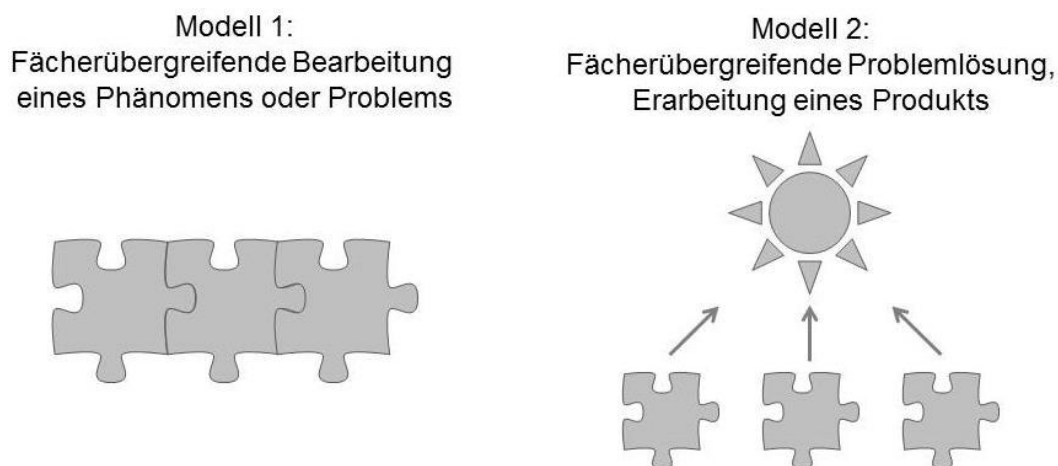 Modell 1:
Fächerübergreifende Bearbeitung
eines Phänomens oder Problems
Modell 2:
Fächerübergreifende Problemlösung,
Erarbeitung eines Produkts